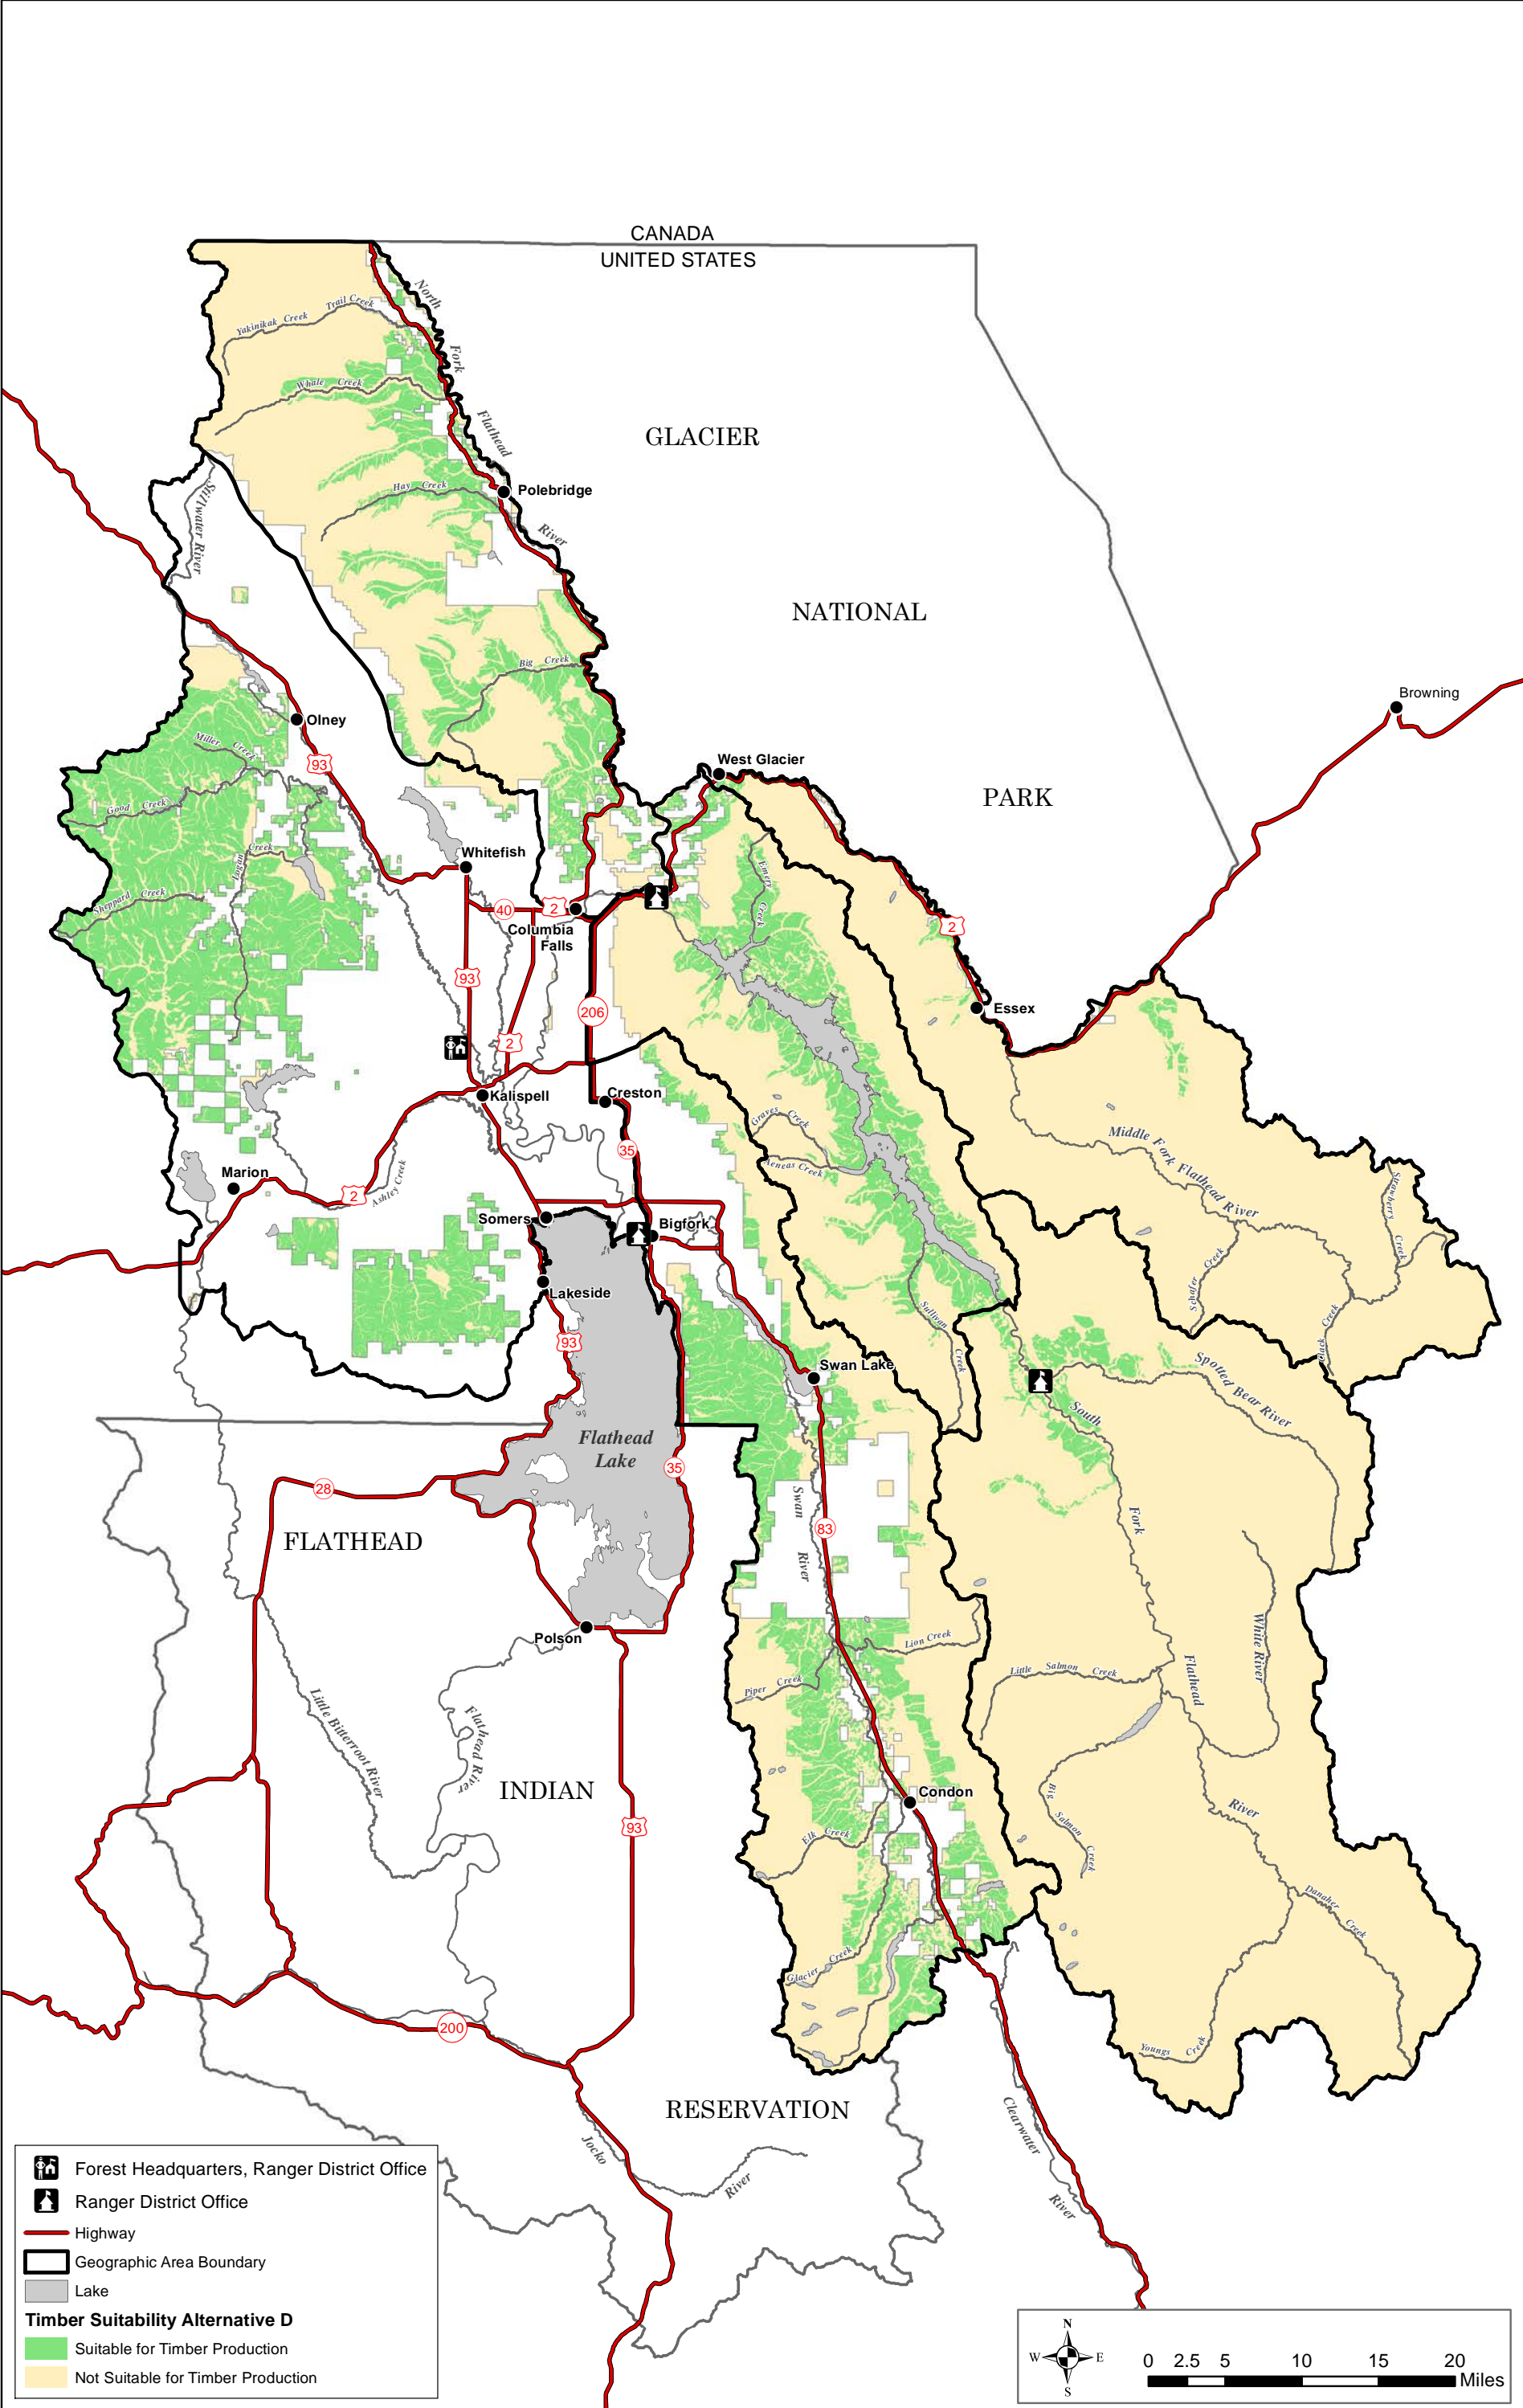 CANADA
UNITED STATES
North
Fork
Flathead
River
Trail Creek
Yakinikak Creek
Whale Creek
GLACIER
Hay Creek
Polebridge
Stillwater River
NATIONAL
Big Creek
Browning
Olney
Miller Creek
93
West Glacier
PARK
Good Creek
Whitefish
Logan Creek
Emery Creek
Sheppard Creek
40
2
Columbia
Falls
2
93
206
Essex
2
Kalispell
Creston
Graves Creek
Middle Fork Flathead River
35
Aeneas Creek
Marion
Ashley Creek
2
Strawberry Creek
Somers
Bigfork
Schafer Creek
Lakeside
Sullivan Creek
Clack Creek
93
Swan Lake
Spotted Bear River
South
Fork
Flathead
River
Flathead
Lake
35
28
Swan
River
83
FLATHEAD
White River
Polson
Lion Creek
Little Salmon Creek
Piper Creek
Little Bitterroot River
Flathead River
INDIAN
Condon
Big Salmon Creek
93
Elk Creek
Danaher Creek
Glacier Creek
200
Youngs Creek
RESERVATION
Clearwater
River
Jocko
River
Forest Headquarters, Ranger District Office
Ranger District Office
Highway
Geographic Area Boundary
Lake
Timber Suitability Alternative D
Suitable for Timber Production
Not Suitable for Timber Production
N
W E
S
0 2.5 5 10 15 20
Miles